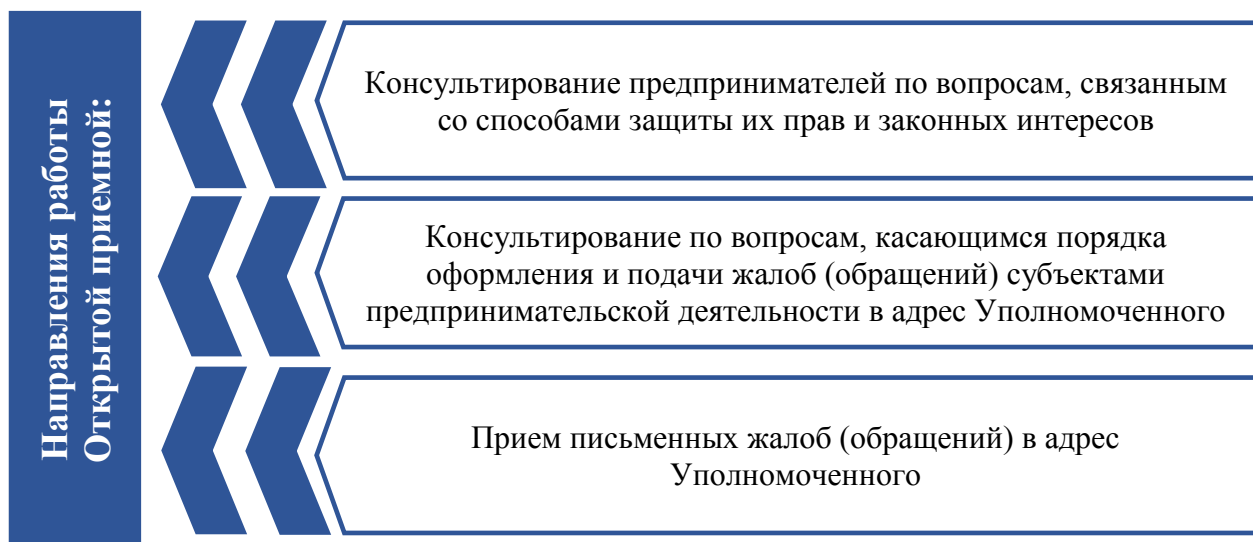 Направления работы
Открытой приемной:
Консультирование предпринимателей по вопросам, связанным
со способами защиты их прав и законных интересов
Консультирование по вопросам, касающимся порядка
оформления и подачи жалоб (обращений) субъектами
предпринимательской деятельности в адрес Уполномоченного
Прием письменных жалоб (обращений) в адрес
Уполномоченного